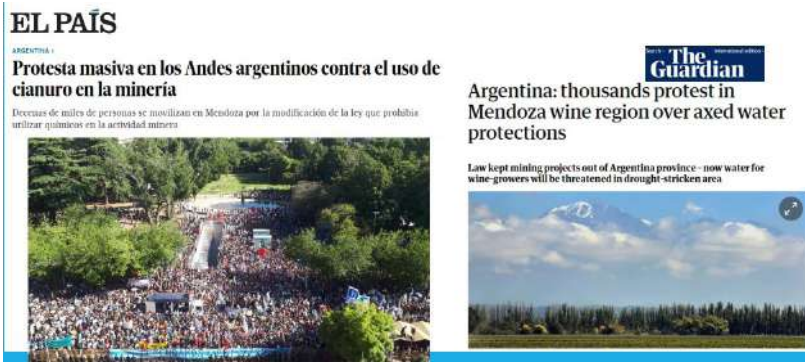 EL PAÍS
ARGENTINA ›
Protesta masiva en los Andes argentinos contra el uso de
cianuro en la minería
Decenas de miles de personas se movilizan en Mendoza por la modificación de la ley que prohibía
utilizar químicos en la actividad minera
The
Guardian
Argentina: thousands protest in
Mendoza wine region over axed water
protections
Law kept mining projects out of Argentina province – now water for
wine-growers will be threatened in drought-stricken area